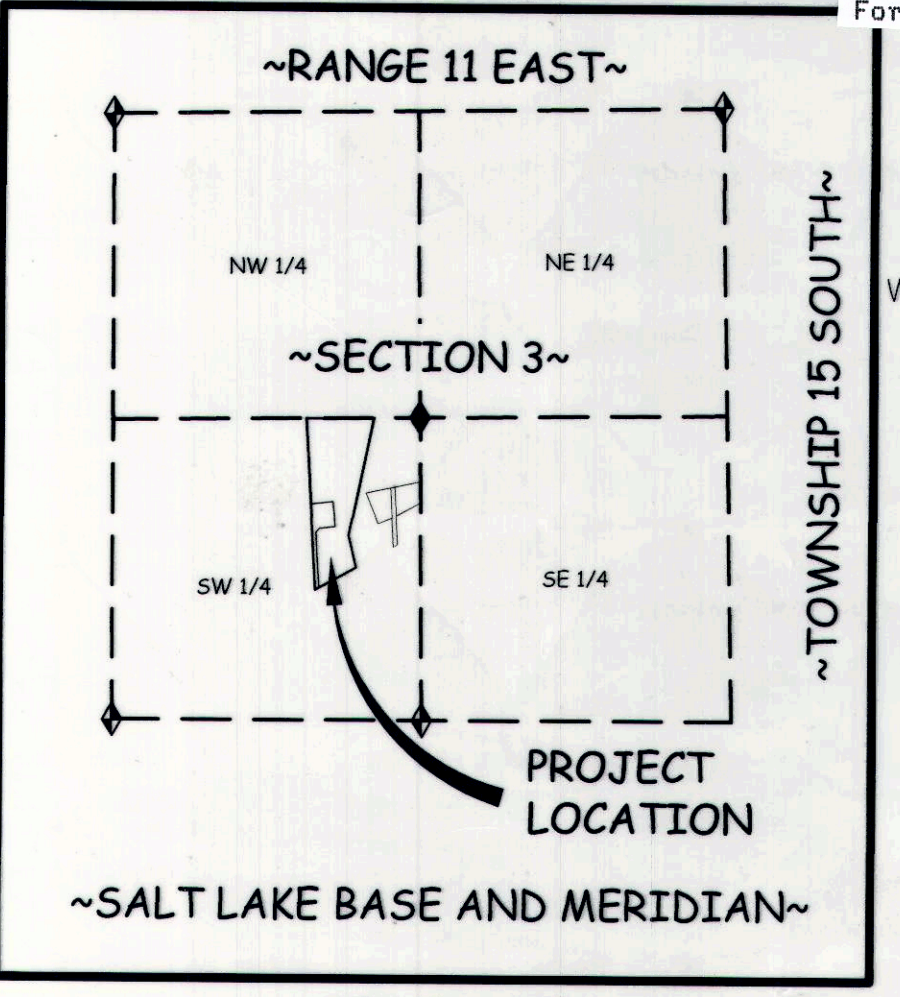 For
~RANGE 11 EAST~
NW 1/4
NE 1/4
~SECTION 3~
~TOWNSHIP 15 SOUTH~
SW 1/4
SE 1/4
PROJECT
LOCATION
~SALT LAKE BASE AND MERIDIAN~